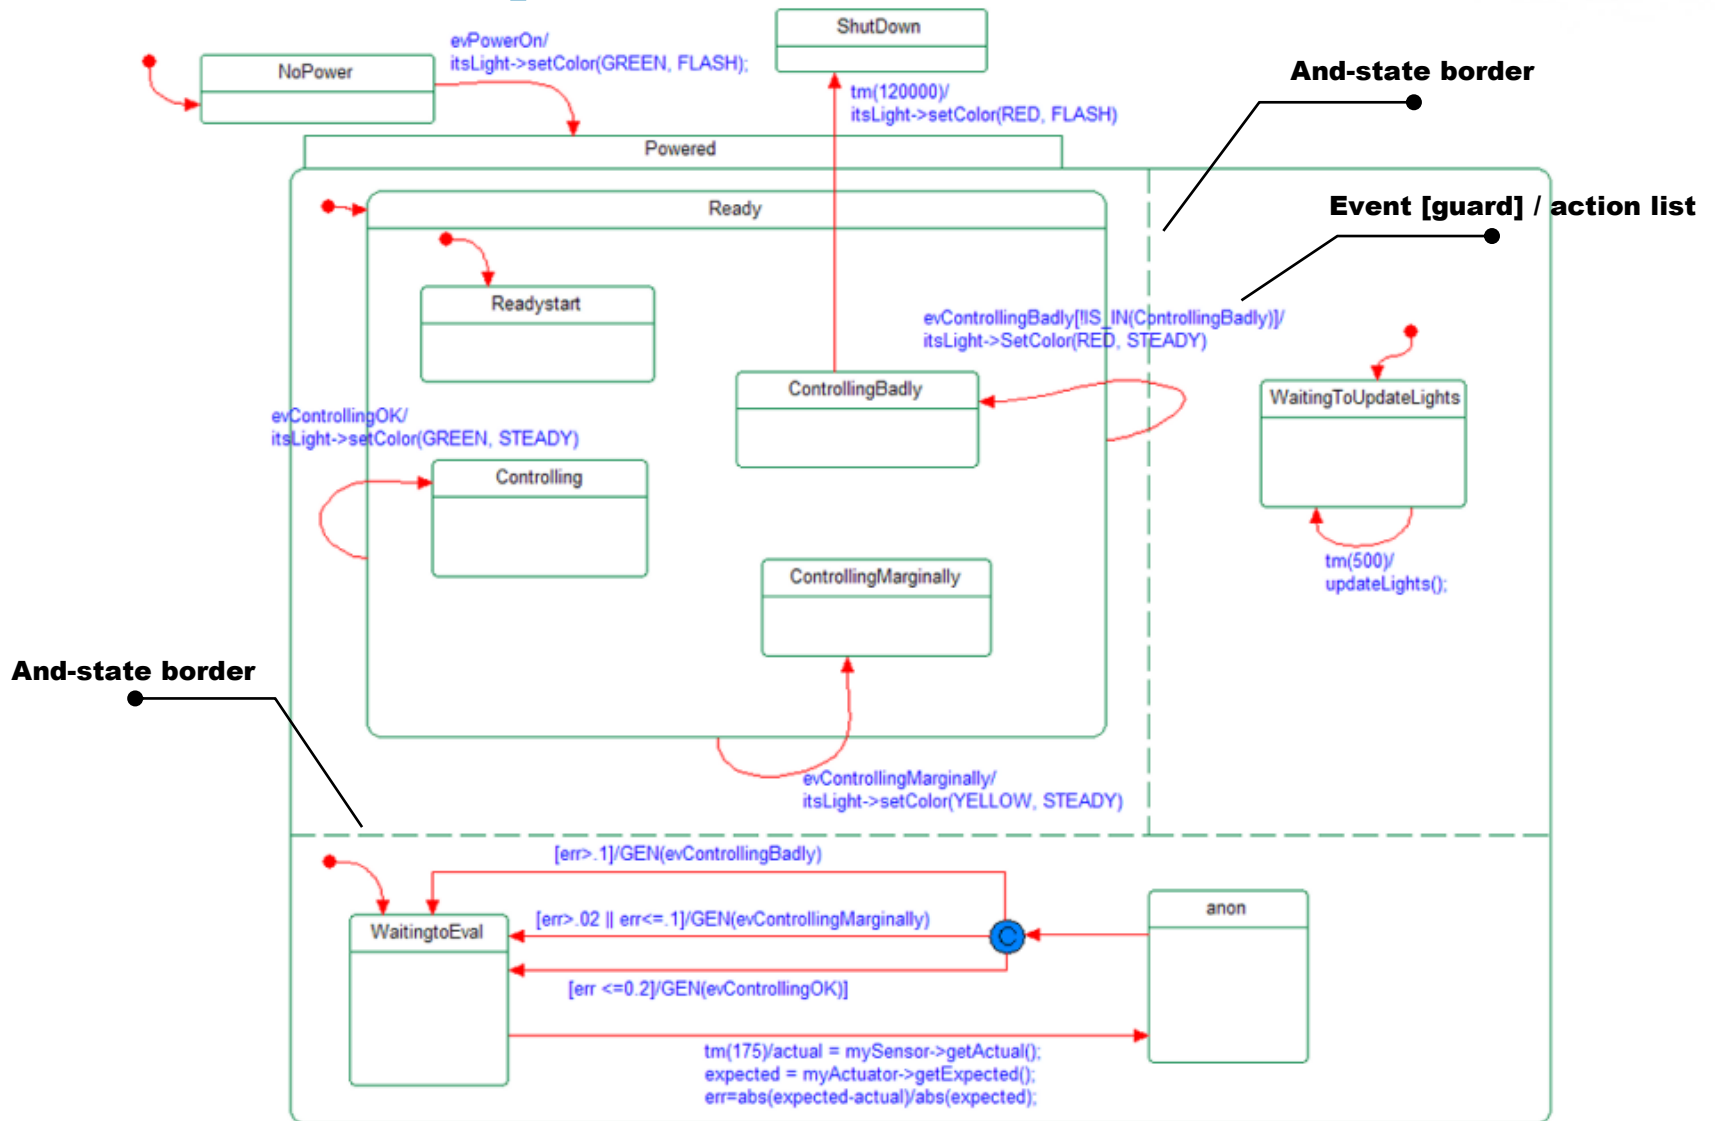 ShutDown
evPowerOn/
itsLight->setColor(GREEN, FLASH);
NoPower
And-state border
tm(120000)/
itsLight->setColor(RED, FLASH)
Powered
Ready
Event [guard] / action list
Readystart
evControllingBadly[!IS_IN(ControllingBadly)]/
itsLight->SetColor(RED, STEADY)
ControllingBadly
WaitingToUpdateLights
evControllingOK/
itsLight->setColor(GREEN, STEADY)
Controlling
ControllingMarginally
tm(500)/
updateLights();
And-state border
evControllingMarginally/
itsLight->setColor(YELLOW, STEADY)
[err>.1]/GEN(evControllingBadly)
anon
[err>.02 || err<=.1]/GEN(evControllingMarginally)
WaitingtoEval
C
[err <=0.2]/GEN(evControllingOK)]
tm(175)/actual = mySensor->getActual();
expected = myActuator->getExpected();
err=abs(expected-actual)/abs(expected);